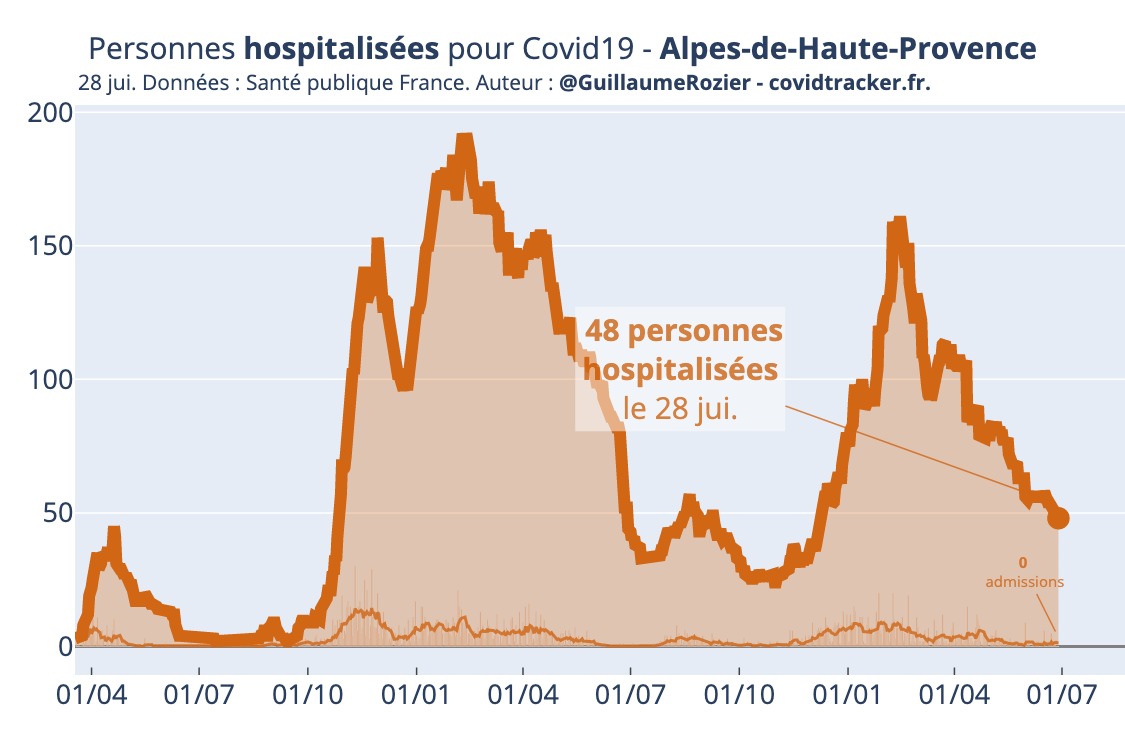 Personnes hospitalisées pour Covid19 - Alpes-de-Haute-Provence
28 jui. Données : Santé publique France. Auteur : @GuillaumeRozier - covidtracker.fr.
200
150
100
50
0
48 personnes
hospitalisées
le 28 jui.
0
admissions
01/04 01/07 01/10 01/01 01/04 01/07 01/10 01/01 01/04 01/07